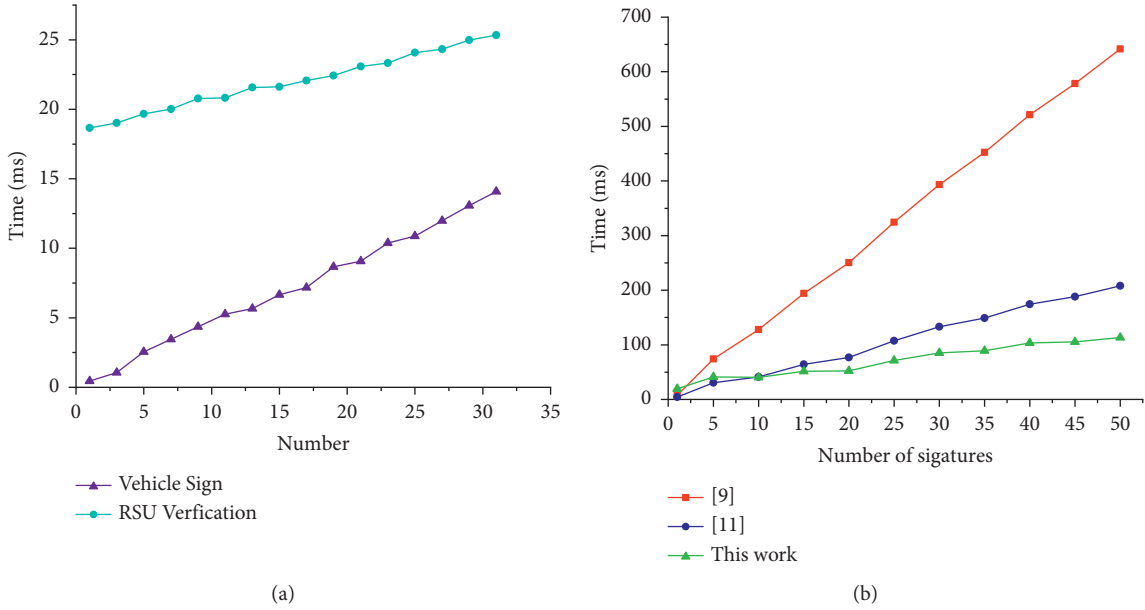 25
20
15
10
5
0
Time (ms)
0 5 10 15 20 25 30 35
Number
Vehicle Sign
RSU Verfication
(a)
700
600
500
400
300
200
100
0
Time (ms)
0 5 10 15 20 25 30 35 40 45 50
Number of sigatures
[9]
[11]
This work
(b)